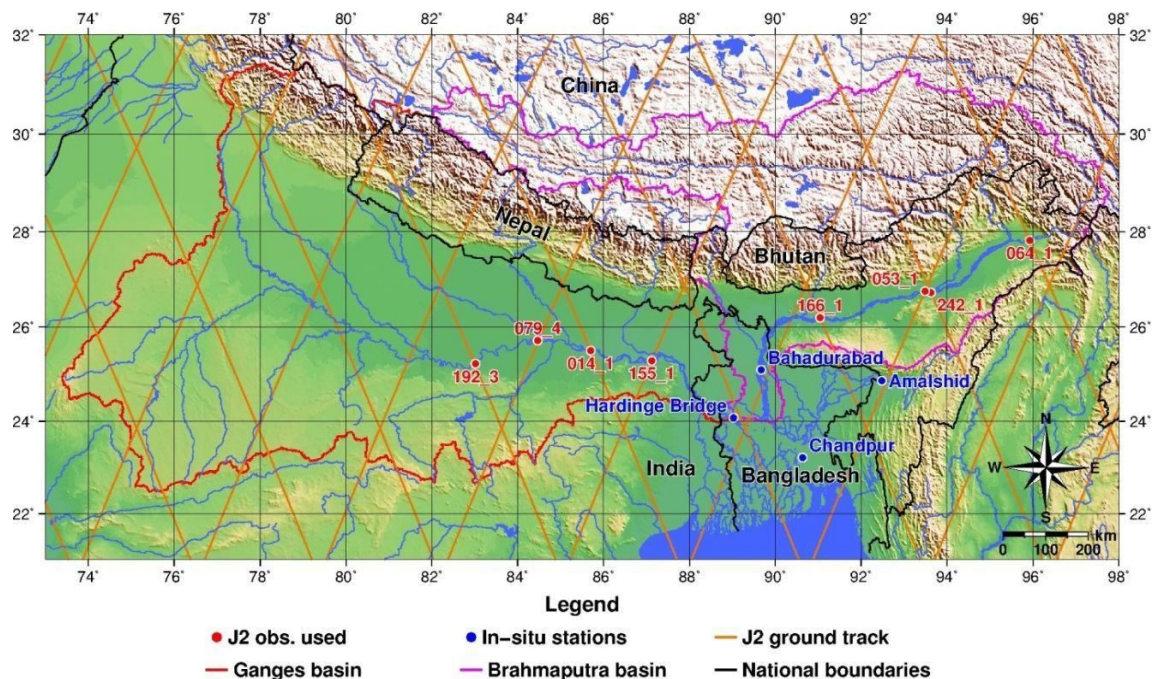 74° 76° 78° 80° 82° 84° 86° 88° 90° 92° 94° 96° 98°
32° 32°
China
30° 30°
28° Nepal Bhutan 28°
064_1
053_1
166_1 242_1
26° 079_4 26°
Bahadurabad
192_3 014_1 155_1
Amalshid
Hardinge Bridge
24° 24°
N
Chandpur
India Bangladesh
W E
22° S 22°
0 100 200 km
74° 76° 78° 80° 82° 84° 86° 88° 90° 92° 94° 96° 98°
Legend
J2 obs. used In-situ stations J2 ground track
Ganges basin Brahmaputra basin National boundaries